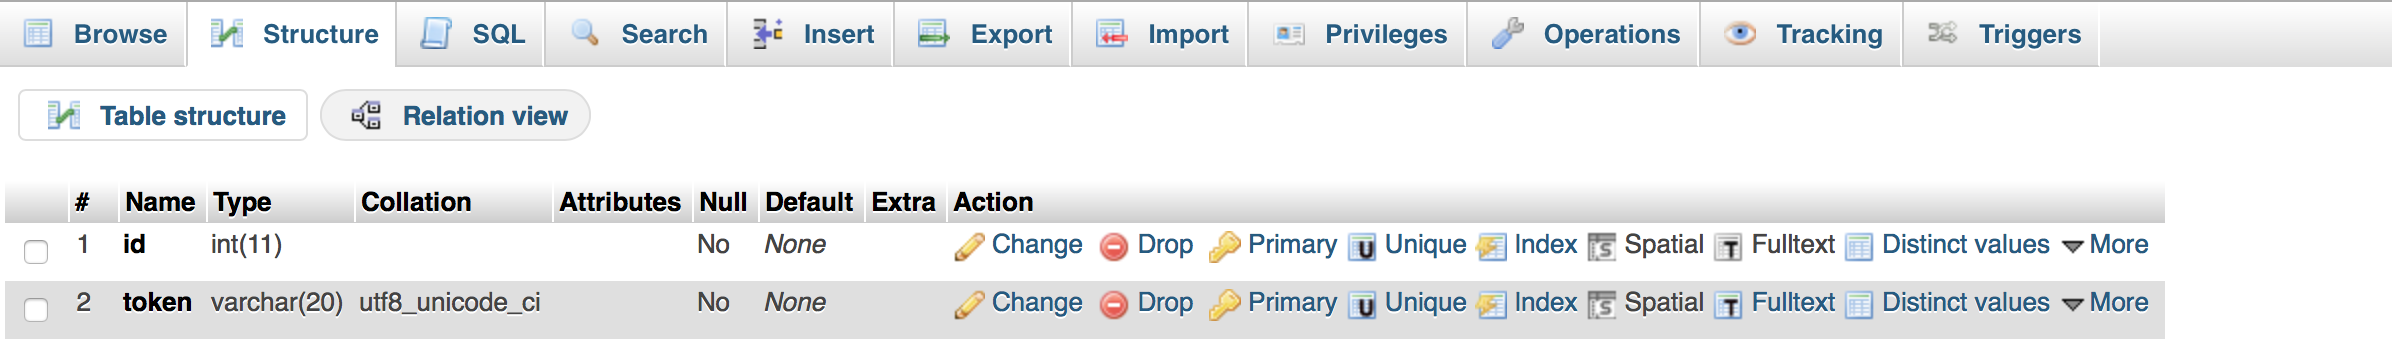 Browse Structure SQL Search Insert Export Import Privileges Operations Tracking Triggers
Table structure Relation view
# Name Type Collation Attributes Null Default Extra Action
1 id int(11) No None Change Drop Primary Unique Index Spatial Fulltext Distinct values More
2 token varchar(20) utf8_unicode_ci No None Change Drop Primary Unique Index Spatial Fulltext Distinct values More